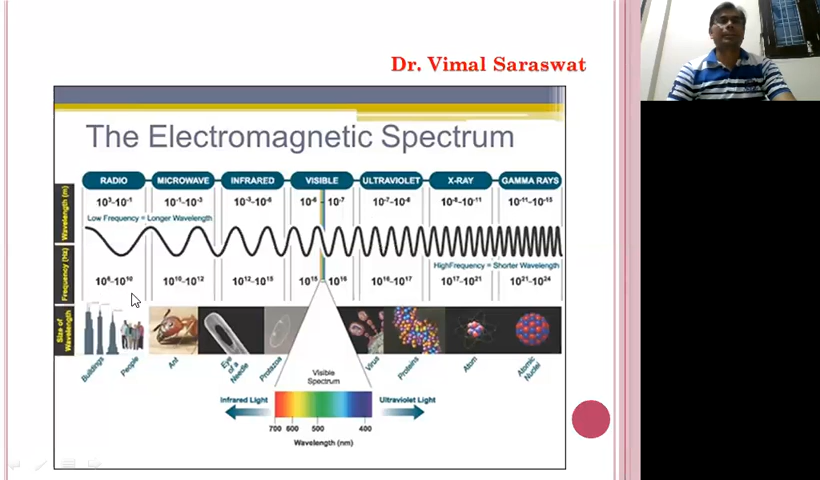 Dr. Vimal Saraswat
The Electromagnetic Spectrum
RADIO MICROWAVE INFRARED VISIBLE ULTRAVIOLET X-RAY GAMMA RAYS
Wavelength (m)
10³-10⁻¹ 10⁻¹-10⁻³ 10⁻³-10⁻⁶ 10⁻⁶ 10⁻⁷ 10⁻⁷-10⁻⁸ 10⁻⁸-10⁻¹¹ 10⁻¹¹-10⁻¹⁵
Low Frequency = Longer Wavelength
HighFrequency = Shorter Wavelength
Frequency (Hz)
10⁶-10¹⁰ 10¹⁰-10¹² 10¹²-10¹⁵ 10¹⁵ 10¹⁶ 10¹⁶-10¹⁷ 10¹⁷-10²¹ 10²¹-10²⁴
Size of
Wavelength
Buildings People Ant Eye of a Needle Protozoa Virus Proteins Atom Atomic Nuclei
Visible
Spectrum
Infrared Light Ultraviolet Light
700 600 500 400
Wavelength (nm)